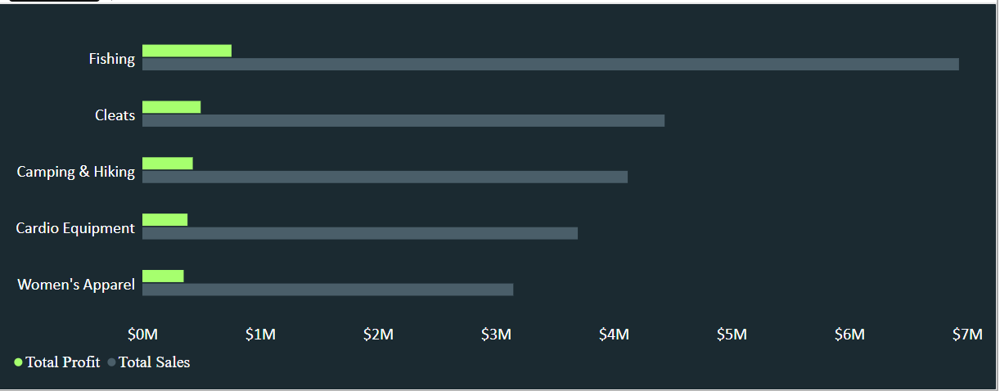 Fishing
Cleats
Camping & Hiking
Cardio Equipment
Women's Apparel
$0M $1M $2M $3M $4M $5M $6M $7M
Total Profit Total Sales